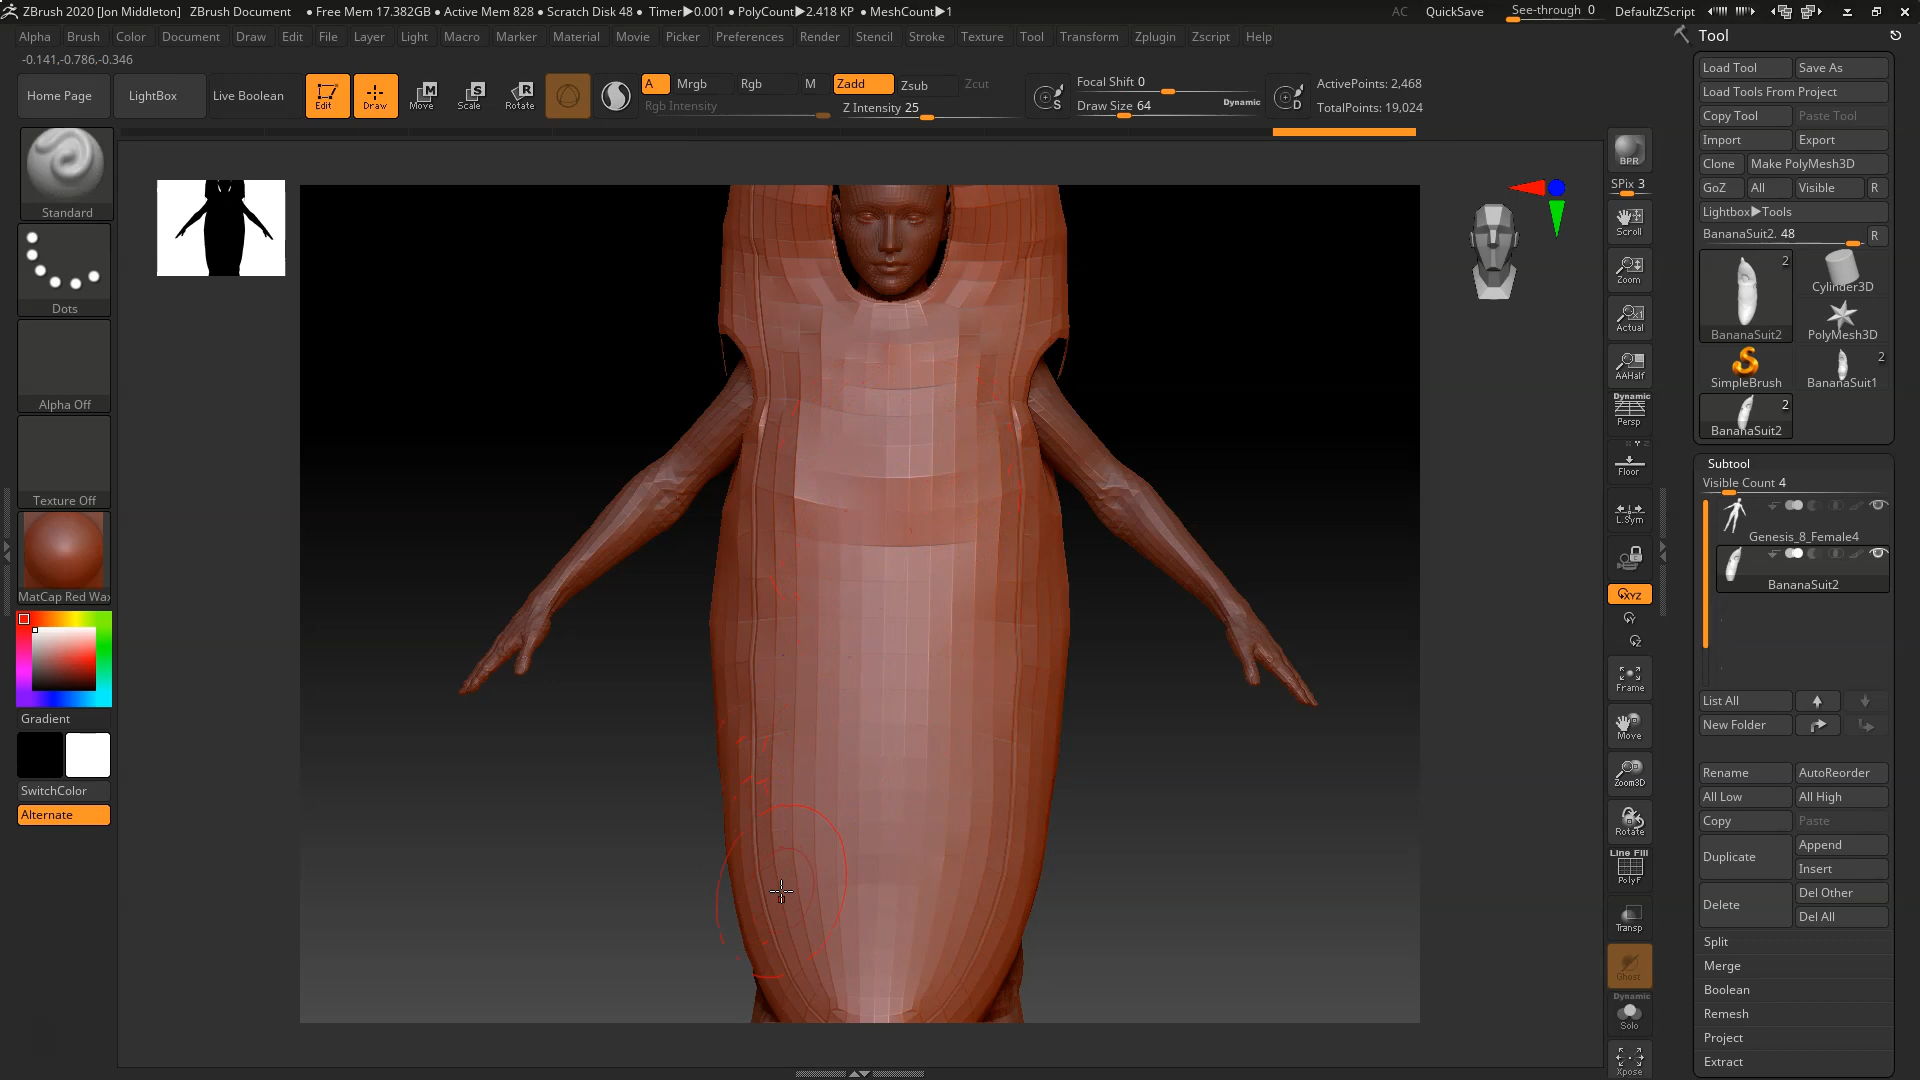 ZBrush 2020 [Jon Middleton] ZBrush Document ● Free Mem 17.382GB ● Active Mem 828 ● Scratch Disk 48 ● Timer▶0.001 ● PolyCount▶2.418 KP ● MeshCount▶1 AC QuickSave See-through 0 DefaultZScript
Alpha Brush Color Document Draw Edit File Layer Light Macro Marker Material Movie Picker Preferences Render Stencil Stroke Texture Tool Transform Zplugin Zscript Help
-0.141,-0.786,-0.346
Home Page LightBox Live Boolean Edit Draw Move Scale Rotate
A Mrgb Rgb M Zadd Zsub Zcut
Rgb Intensity Z Intensity 25
Focal Shift 0
Draw Size 64 Dynamic
ActivePoints: 2,468
TotalPoints: 19,024
Standard
Dots
Alpha Off
Texture Off
MatCap Red Wax
Gradient
SwitchColor
Alternate
BPR
SPix 3
Scroll
Zoom
Actual
AAHalf
Dynamic
Persp
Floor
L.Sym
XYZ
Y
Z
Frame
Move
Zoom3D
Rotate
Line Fill
PolyF
Transp
Ghost
Dynamic
Solo
Xpose
Tool
Load Tool Save As
Load Tools From Project
Copy Tool Paste Tool
Import Export
Clone Make PolyMesh3D
GoZ All Visible R
Lightbox▶Tools
BananaSuit2. 48 R
2
Cylinder3D
BananaSuit2 PolyMesh3D
2
SimpleBrush BananaSuit1
2
BananaSuit2
Subtool
Visible Count 4
Genesis_8_Female4
BananaSuit2
List All
New Folder
Rename AutoReorder
All Low All High
Copy Paste
Duplicate Append
Insert
Delete Del Other
Del All
Split
Merge
Boolean
Remesh
Project
Extract